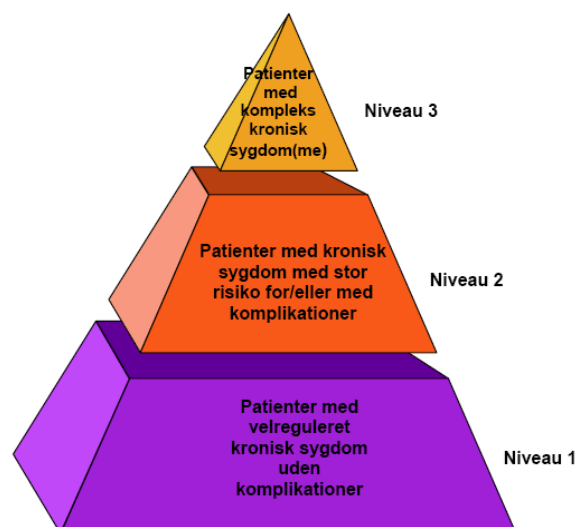 Patienter
med
kompleks
kronisk
sygdom(me)
Niveau 3
Patienter med kronisk
sygdom med stor
risiko for/eller med
komplikationer
Niveau 2
Patienter med
velreguleret
kronisk sygdom
uden
komplikationer
Niveau 1